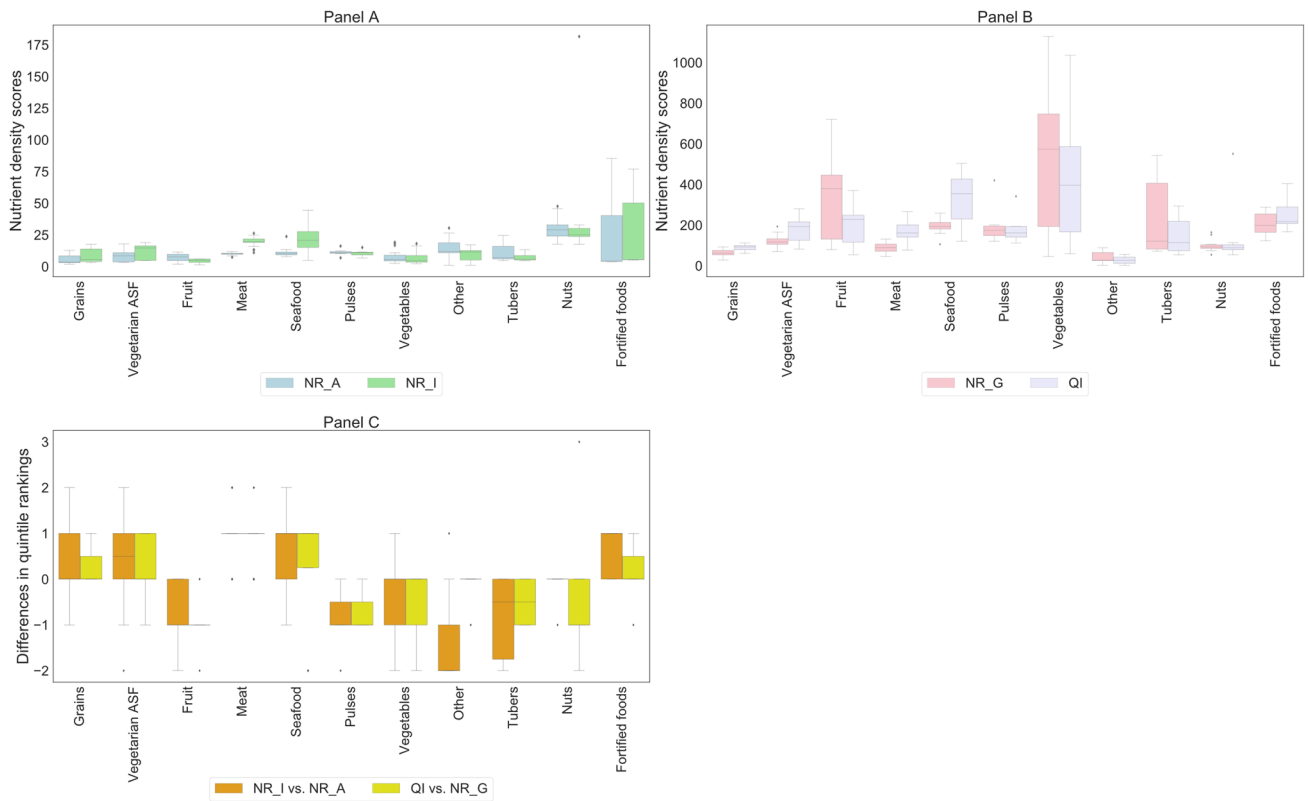 Panel A
Nutrient density scores
175
150
125
100
75
50
25
0
Grains
Vegetarian ASF
Fruit
Meat
Seafood
Pulses
Vegetables
Other
Tubers
Nuts
Fortified foods
NR_A NR_I
Panel B
Nutrient density scores
1000
800
600
400
200
0
Grains
Vegetarian ASF
Fruit
Meat
Seafood
Pulses
Vegetables
Other
Tubers
Nuts
Fortified foods
NR_G QI
Panel C
Differences in quintile rankings
3
2
1
0
−1
−2
Grains
Vegetarian ASF
Fruit
Meat
Seafood
Pulses
Vegetables
Other
Tubers
Nuts
Fortified foods
NR_I vs. NR_A QI vs. NR_G